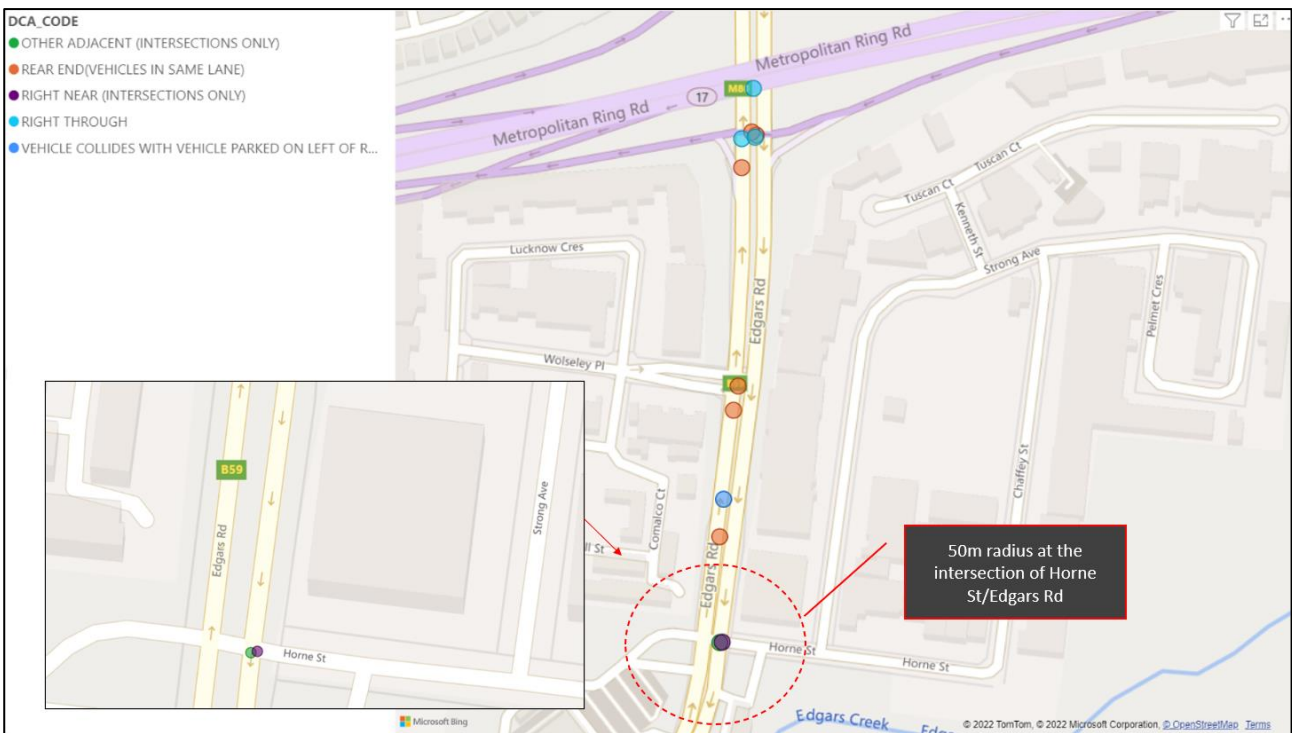 DCA_CODE
OTHER ADJACENT (INTERSECTIONS ONLY)
REAR END(VEHICLES IN SAME LANE)
RIGHT NEAR (INTERSECTIONS ONLY)
RIGHT THROUGH
VEHICLE COLLIDES WITH VEHICLE PARKED ON LEFT OF R...
Metropolitan Ring Rd
M80
17
Metropolitan Ring Rd
Tuscan Ct
Tuscan Ct
Kenneth St
Lucknow Cres
Strong Ave
Edgars Rd
Pelmet Cres
Wolseley Pl
B59
Edgars Rd
Strong Ave
Horne St
Comalco Ct
ll St
Chaffey St
Edgars Rd
50m radius at the
intersection of Horne
St/Edgars Rd
Horne St
Horne St
Edgars Creek
Microsoft Bing
© 2022 TomTom, © 2022 Microsoft Corporation, © OpenStreetMap Terms